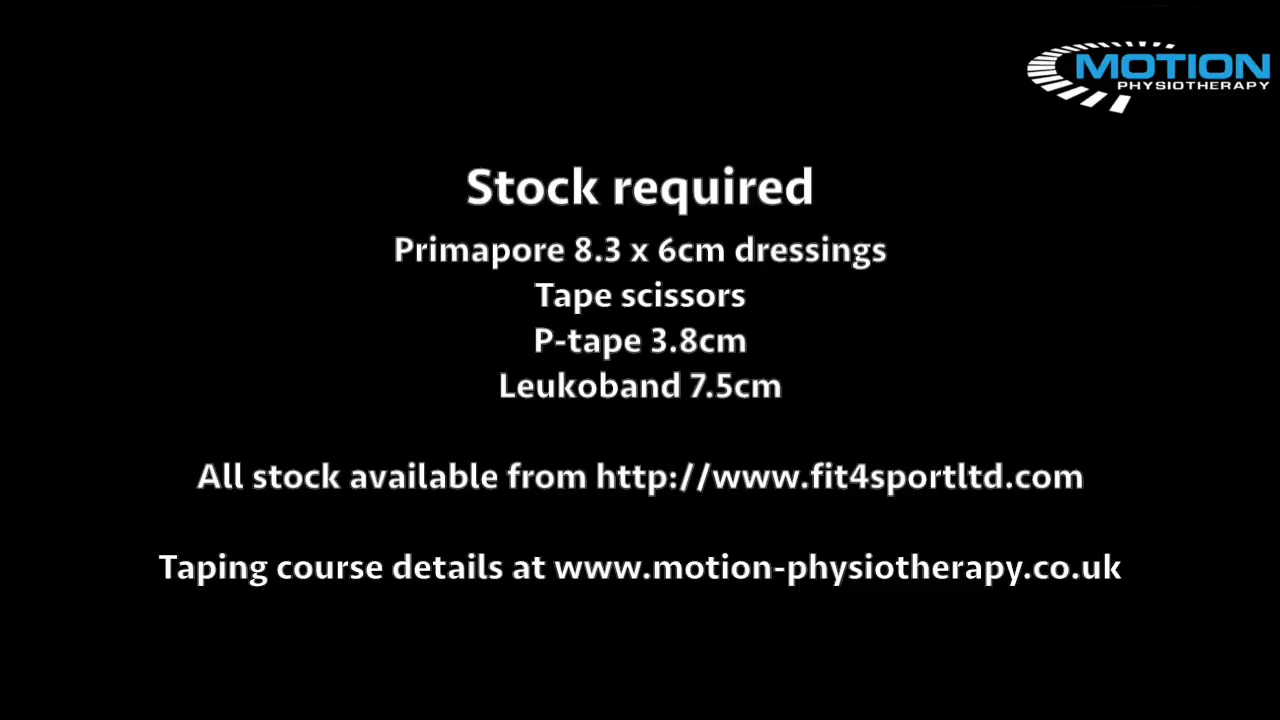 MOTION
PHYSIOTHERAPY
Stock required
Primapore 8.3 x 6cm dressings
Tape scissors
P-tape 3.8cm
Leukoband 7.5cm
All stock available from http://www.fit4sportltd.com
Taping course details at www.motion-physiotherapy.co.uk